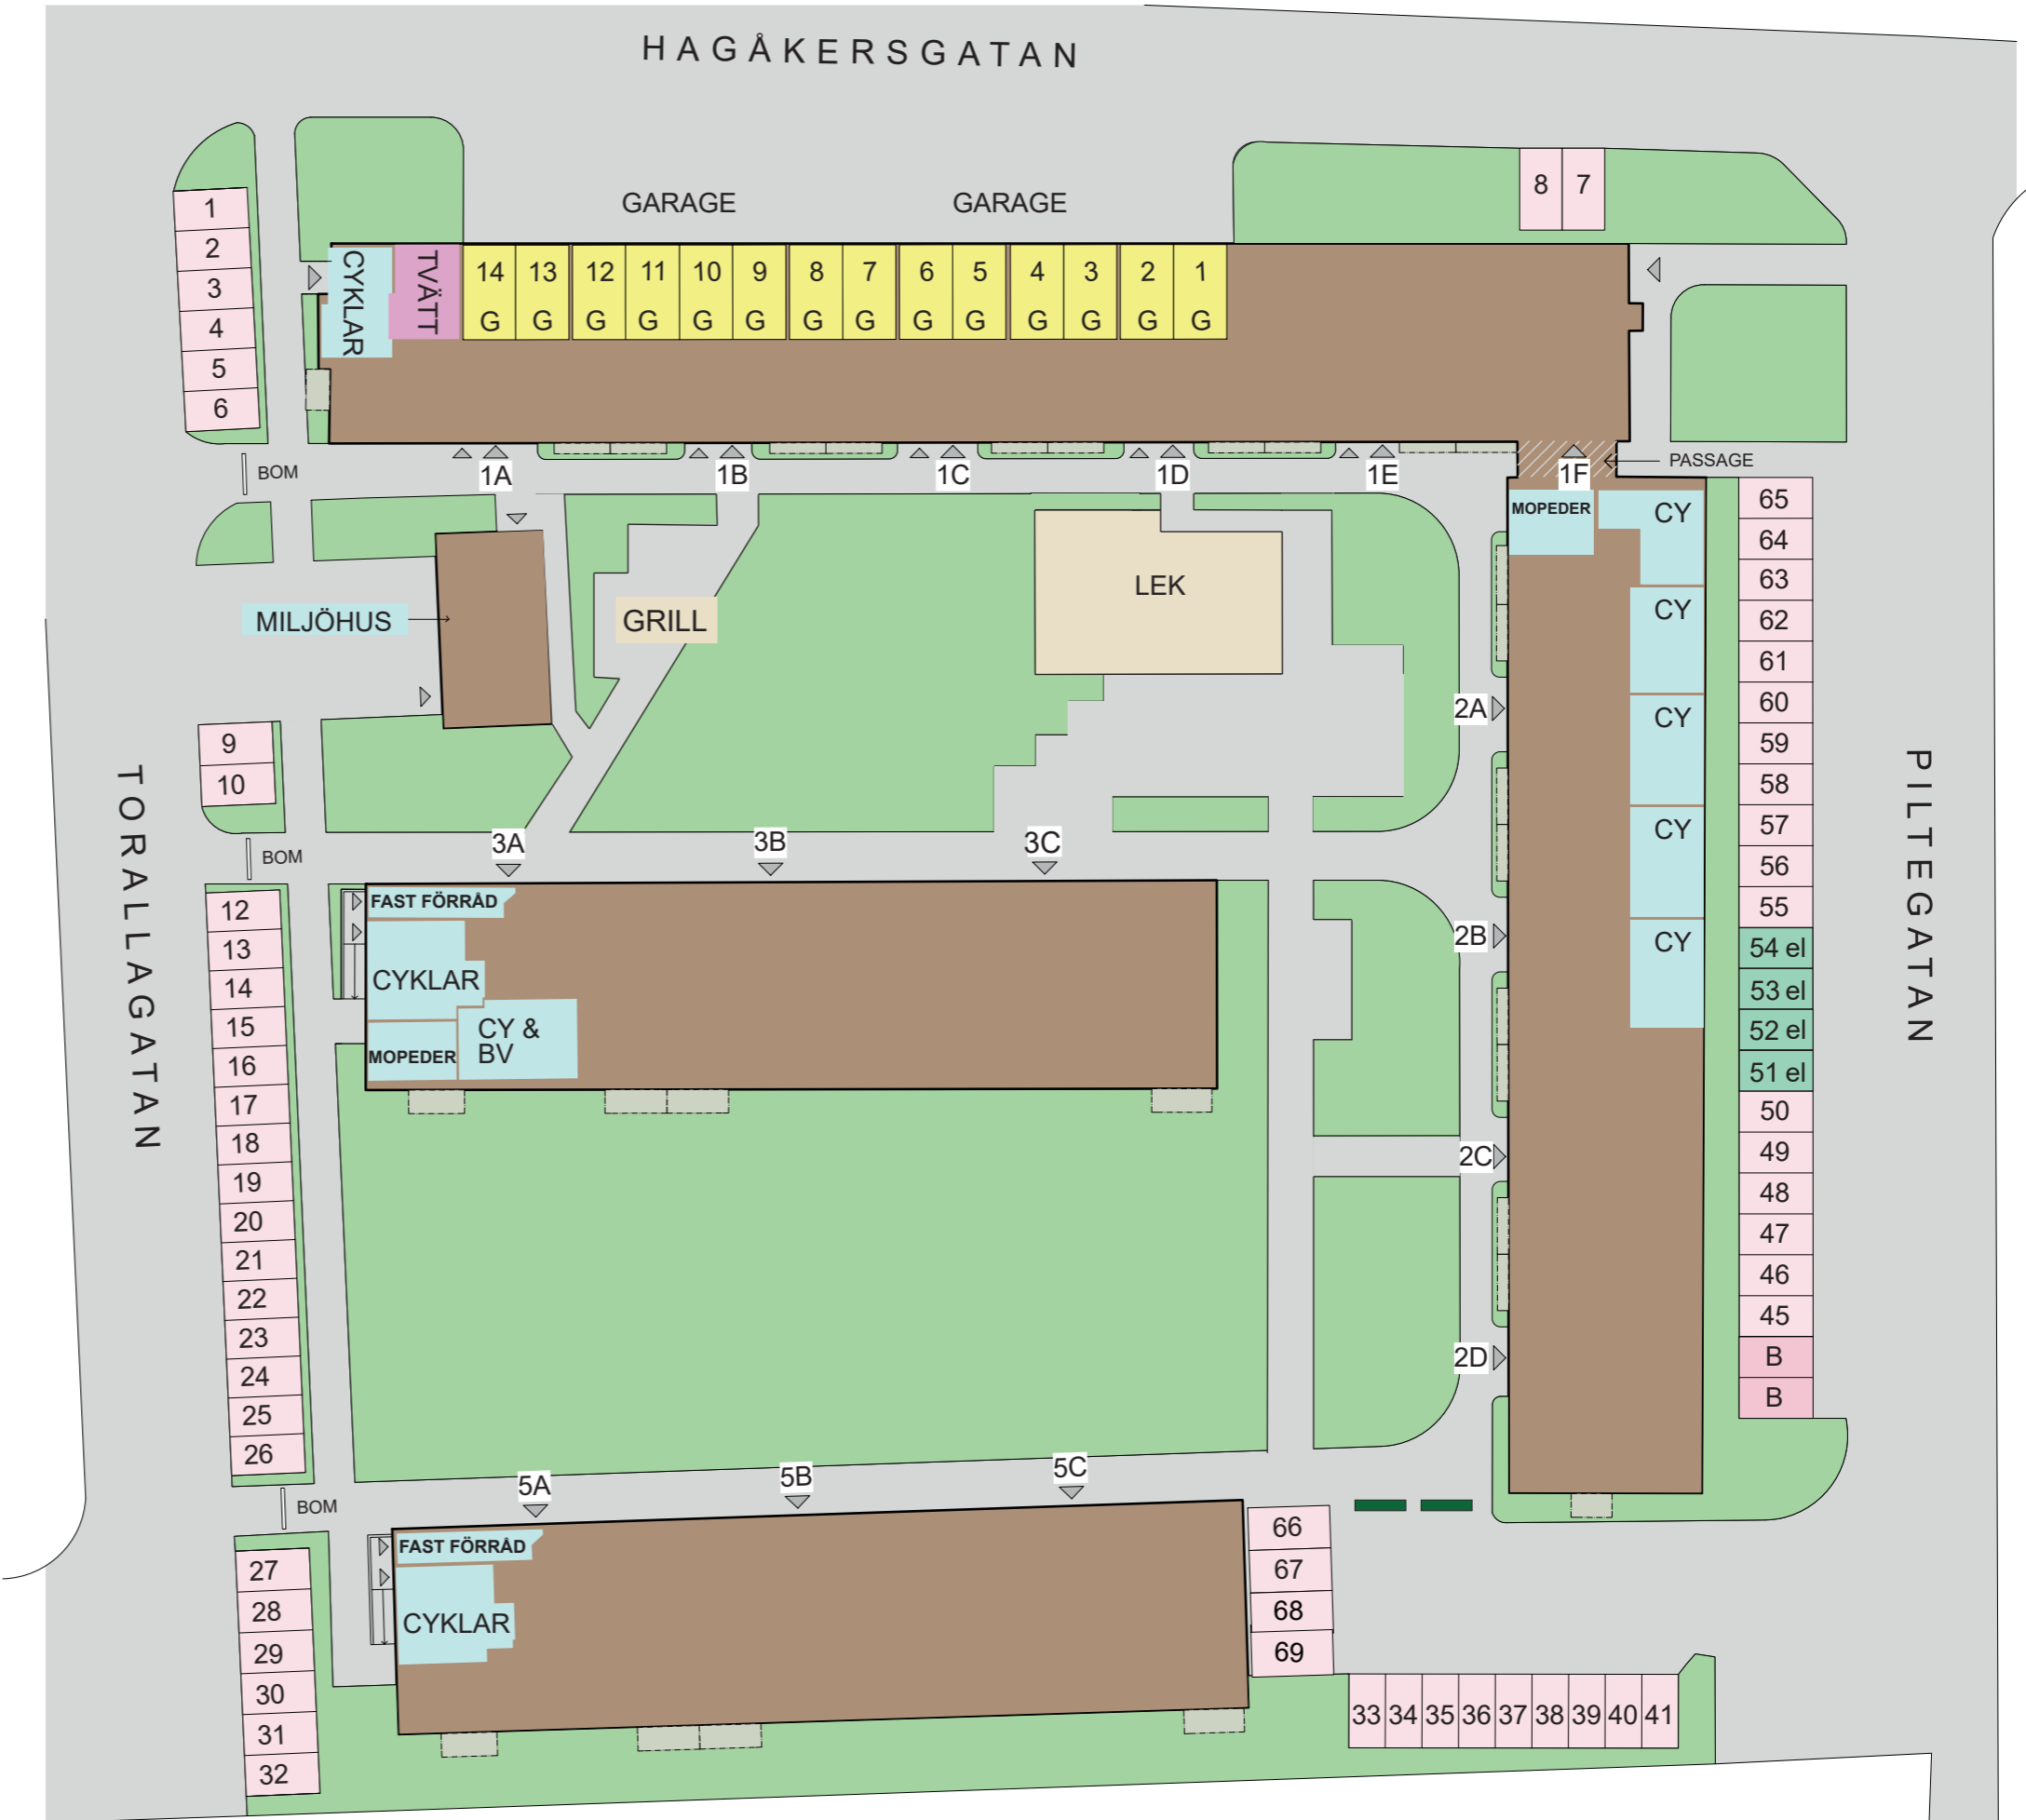 HAGÅKERSGATAN
GARAGE
GARAGE
8
7
1
2
3
4
5
6
CYKLAR
TVÄTT
14
G
13
G
12
G
11
G
10
G
9
G
8
G
7
G
6
G
5
G
4
G
3
G
2
G
1
G
BOM
1A
1B
1C
1D
1E
1F
PASSAGE
MILJÖHUS
GRILL
LEK
MOPEDER
CY
CY
CY
CY
CY
2A
2B
2C
2D
65
64
63
62
61
60
59
58
57
56
55
54 el
53 el
52 el
51 el
50
49
48
47
46
45
B
B
PILTEGATAN
TORALLAGATAN
9
10
BOM
3A
3B
3C
12
13
14
15
16
17
18
19
20
21
22
23
24
25
26
FAST FÖRRÅD
CYKLAR
MOPEDER
CY &
BV
BOM
5A
5B
5C
FAST FÖRRÅD
CYKLAR
27
28
29
30
31
32
66
67
68
69
33
34
35
36
37
38
39
40
41